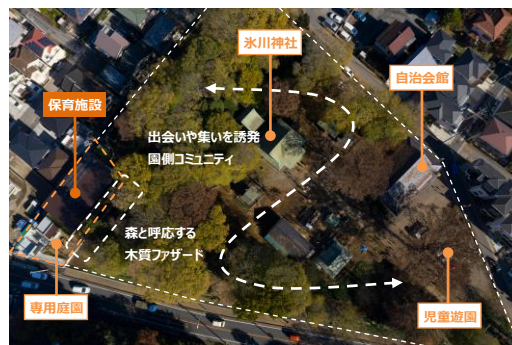 氷川神社
自治会館
保育施設
出会いや集いを誘発
園側コミュニティ
森と呼応する
木質ファザード
専用庭園
児童遊園